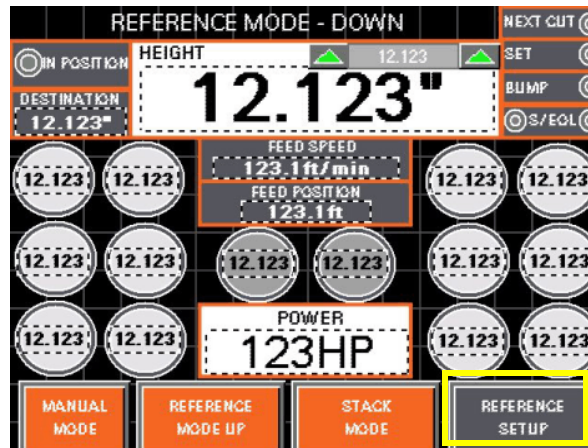 REFERENCE MODE - DOWN
NEXT CUT
IN POSITION
HEIGHT
12.123
SET
12.123"
BUMP
DESTINATION
12.123"
S/EOL
FEED SPEED
123.1ft/min
FEED POSITION
123.1ft
12.123 12.123 12.123 12.123
12.123 12.123 12.123 12.123 12.123 12.123
POWER
123HP
12.123 12.123 12.123 12.123
MANUAL
MODE
REFERENCE
MODE UP
STACK
MODE
REFERENCE
SETUP